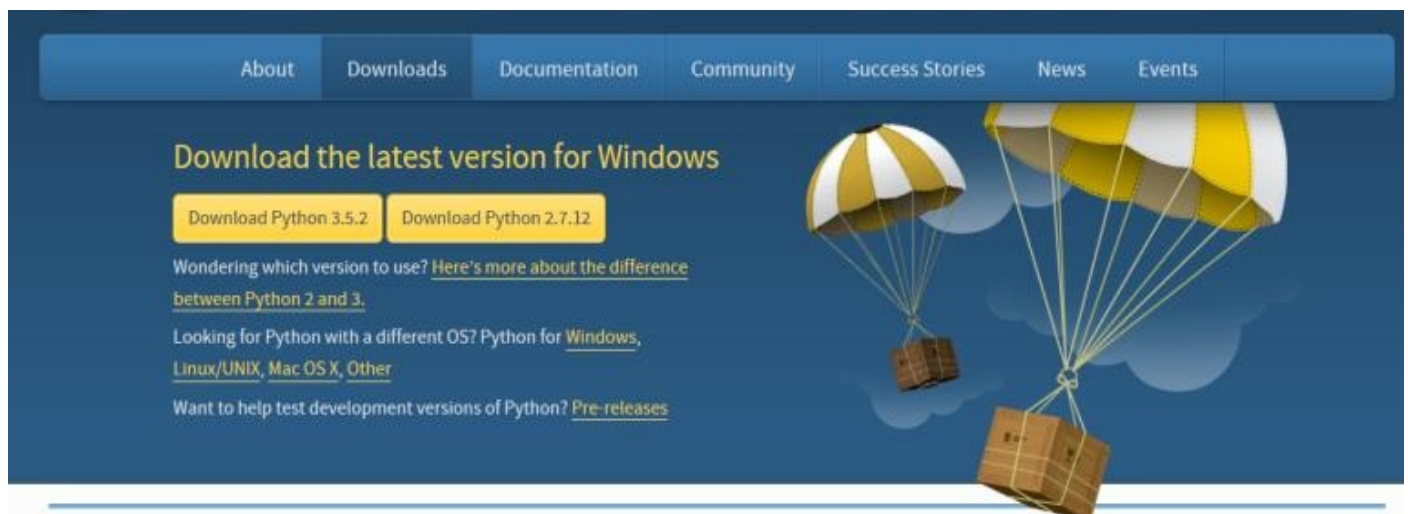 About Downloads Documentation Community Success Stories News Events
Download the latest version for Windows
Download Python 3.5.2 Download Python 2.7.12
Wondering which version to use? Here's more about the difference
between Python 2 and 3.
Looking for Python with a different OS? Python for Windows,
Linux/UNIX, Mac OS X, Other
Want to help test development versions of Python? Pre-releases